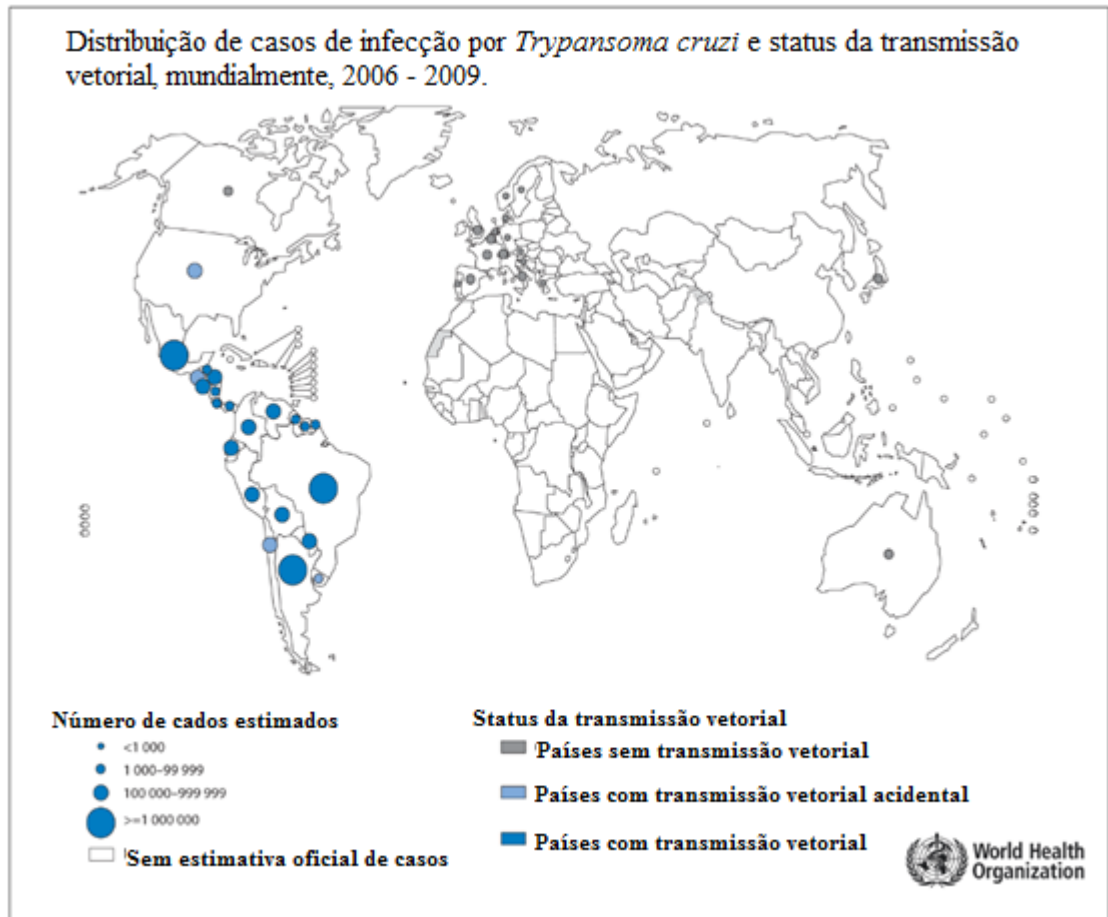 Distribuição de casos de infecção por Trypansoma cruzi e status da transmissão
vetorial, mundialmente, 2006 - 2009.
Número de cados estimados
<1 000
1 000–99 999
100 000–999 999
>=1 000 000
Sem estimativa oficial de casos
Status da transmissão vetorial
Países sem transmissão vetorial
Países com transmissão vetorial acidental
Países com transmissão vetorial
World Health
Organization